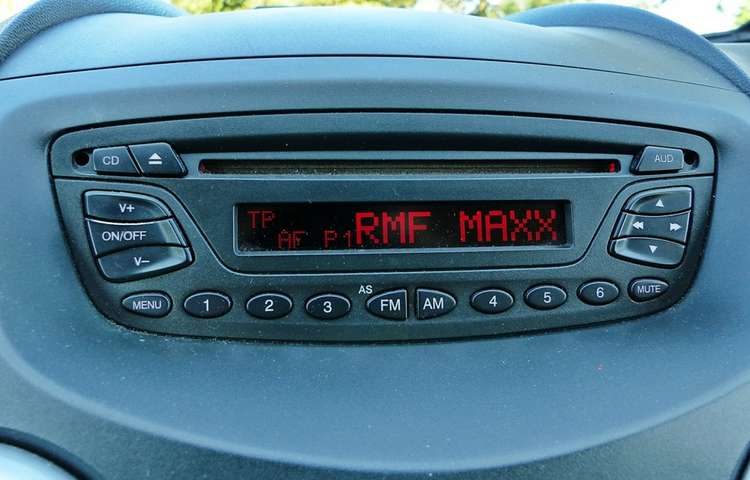 CD
AUD
V+
ON/OFF
V–
TP
AF P1
RMF MAXX
MENU
1
2
3
AS
FM
AM
4
5
6
MUTE